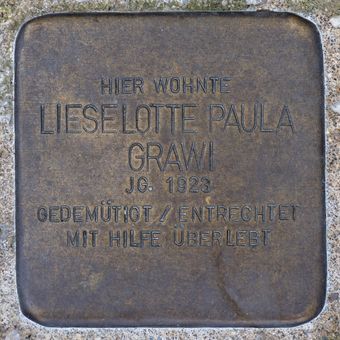 HIER WOHNTE
LIESELOTTE PAULA
GRAWI
JG. 1923
GEDEMÜTIGT / ENTRECHTET
MIT HILFE ÜBERLEBT